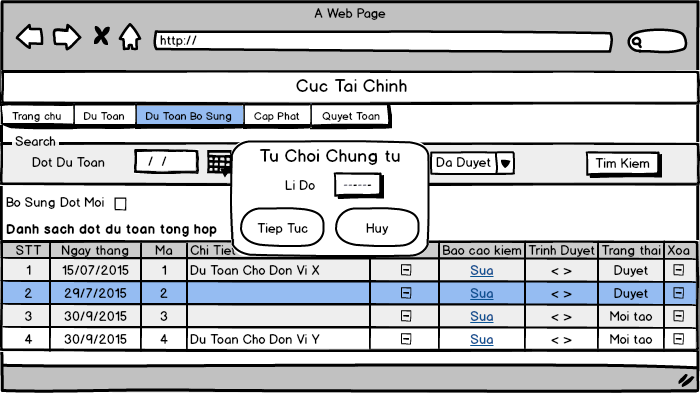 A Web Page
http://
Cuc Tai Chinh
Trang chu Du Toan Du Toan Bo Sung Cap Phat Quyet Toan
Search
Dot Du Toan / / Da Duyet Tim Kiem
Tu Choi Chung tu
Li Do ------
Tiep Tuc Huy
Bo Sung Dot Moi
Danh sach dot du toan tong hop
STT Ngay thang Ma Chi Tiet Bao cao kiem Trinh Duyet Trang thai Xoa
1 15/07/2015 1 Du Toan Cho Don Vi X Sua < > Duyet
2 29/7/2015 2 Sua < > Duyet
3 30/9/2015 3 Sua < > Moi tao
4 30/9/2015 4 Du Toan Cho Don Vi Y Sua < > Moi tao